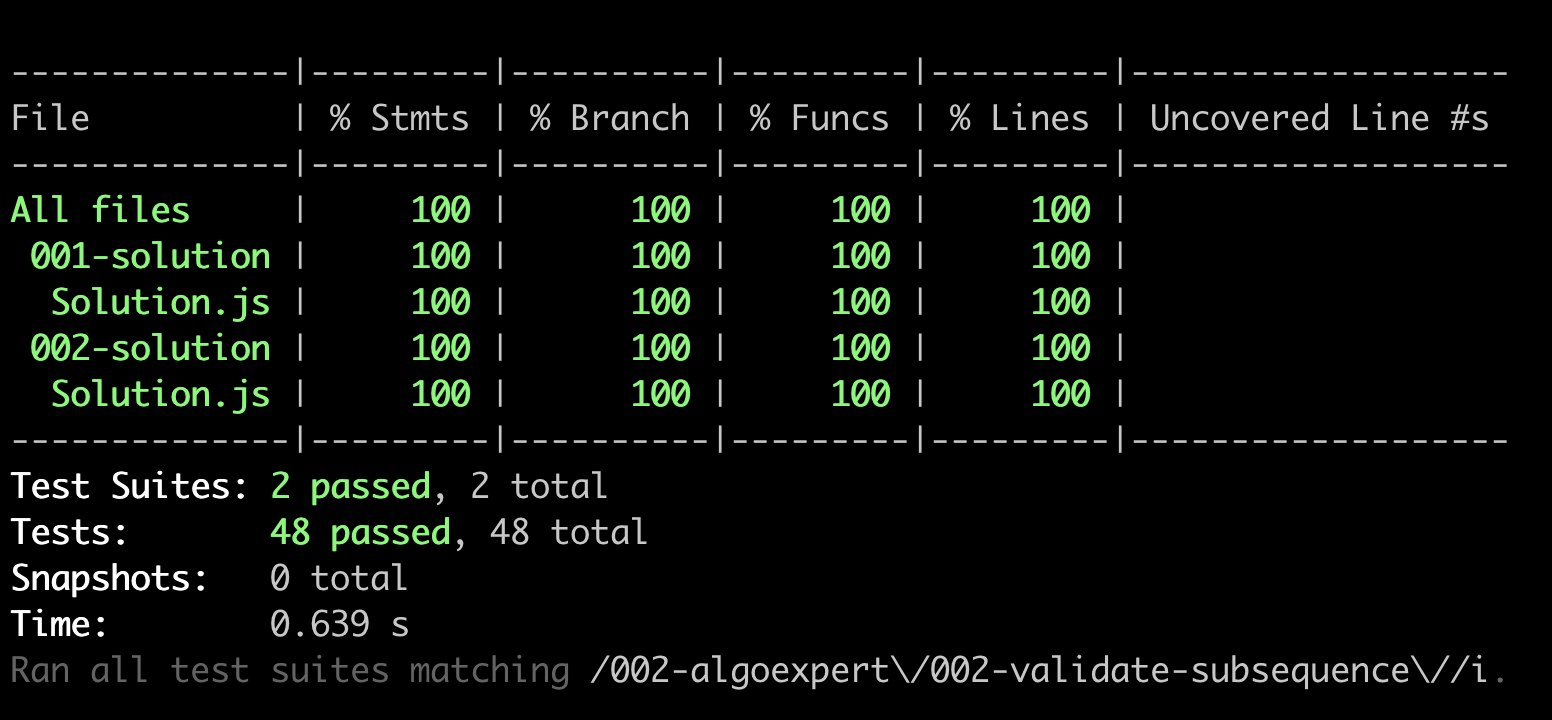 --------------|---------|----------|---------|---------|-------------------
File          | % Stmts | % Branch | % Funcs | % Lines | Uncovered Line #s
--------------|---------|----------|---------|---------|-------------------
All files     |     100 |      100 |     100 |     100 |
 001-solution |     100 |      100 |     100 |     100 |
  Solution.js |     100 |      100 |     100 |     100 |
 002-solution |     100 |      100 |     100 |     100 |
  Solution.js |     100 |      100 |     100 |     100 |
--------------|---------|----------|---------|---------|-------------------
Test Suites: 2 passed, 2 total
Tests:       48 passed, 48 total
Snapshots:   0 total
Time:        0.639 s
Ran all test suites matching /002-algoexpert\/002-validate-subsequence\//i.